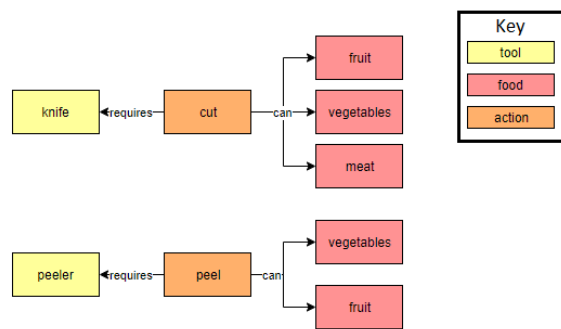 Key
tool
food
action
fruit
knife
requires
cut
can
vegetables
meat
vegetables
peeler
requires
peel
can
fruit